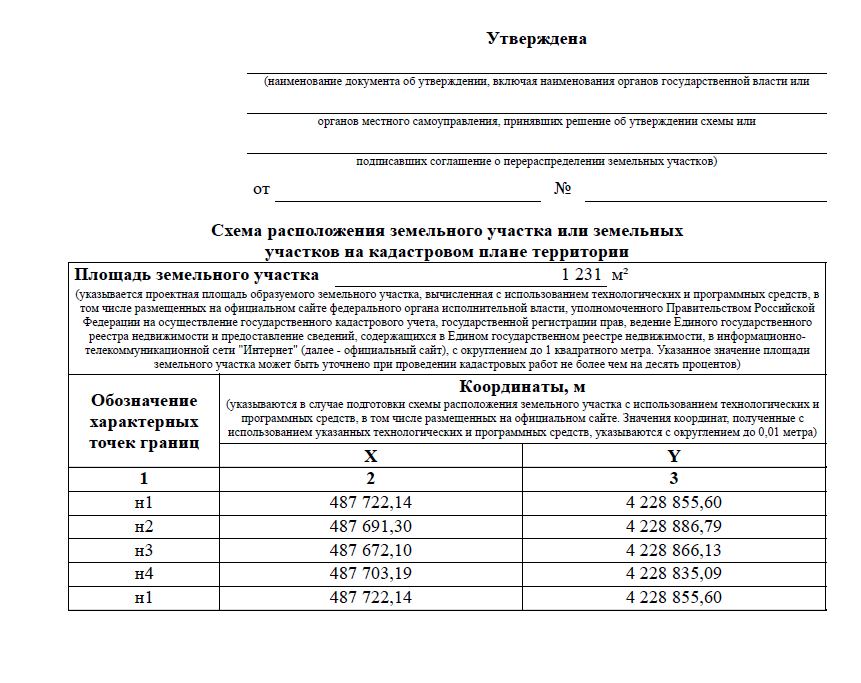 Утверждена
(наименование документа об утверждении, включая наименования органов государственной власти или
органов местного самоуправления, принявших решение об утверждении схемы или
подписавших соглашение о перераспределении земельных участков)
от №
Схема расположения земельного участка или земельных
участков на кадастровом плане территории
Площадь земельного участка 1 231 м²
(указывается проектная площадь образуемого земельного участка, вычисленная с использованием технологических и программных средств, в
том числе размещенных на официальном сайте федерального органа исполнительной власти, уполномоченного Правительством Российской
Федерации на осуществление государственного кадастрового учета, государственной регистрации прав, ведение Единого государственного
реестра недвижимости и предоставление сведений, содержащихся в Едином государственном реестре недвижимости, в информационно-
телекоммуникационной сети "Интернет" (далее - официальный сайт), с округлением до 1 квадратного метра. Указанное значение площади
земельного участка может быть уточнено при проведении кадастровых работ не более чем на десять процентов)
Обозначение
характерных
точек границ
Координаты, м
(указываются в случае подготовки схемы расположения земельного участка с использованием технологических и
программных средств, в том числе размещенных на официальном сайте. Значения координат, полученные с
использованием указанных технологических и программных средств, указываются с округлением до 0,01 метра)
X Y
1 2 3
н1 487 722,14 4 228 855,60
н2 487 691,30 4 228 886,79
н3 487 672,10 4 228 866,13
н4 487 703,19 4 228 835,09
н1 487 722,14 4 228 855,60